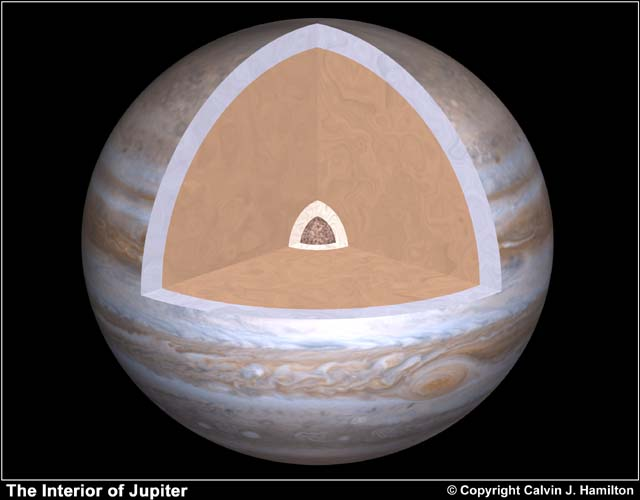 The Interior of Jupiter
© Copyright Calvin J. Hamilton